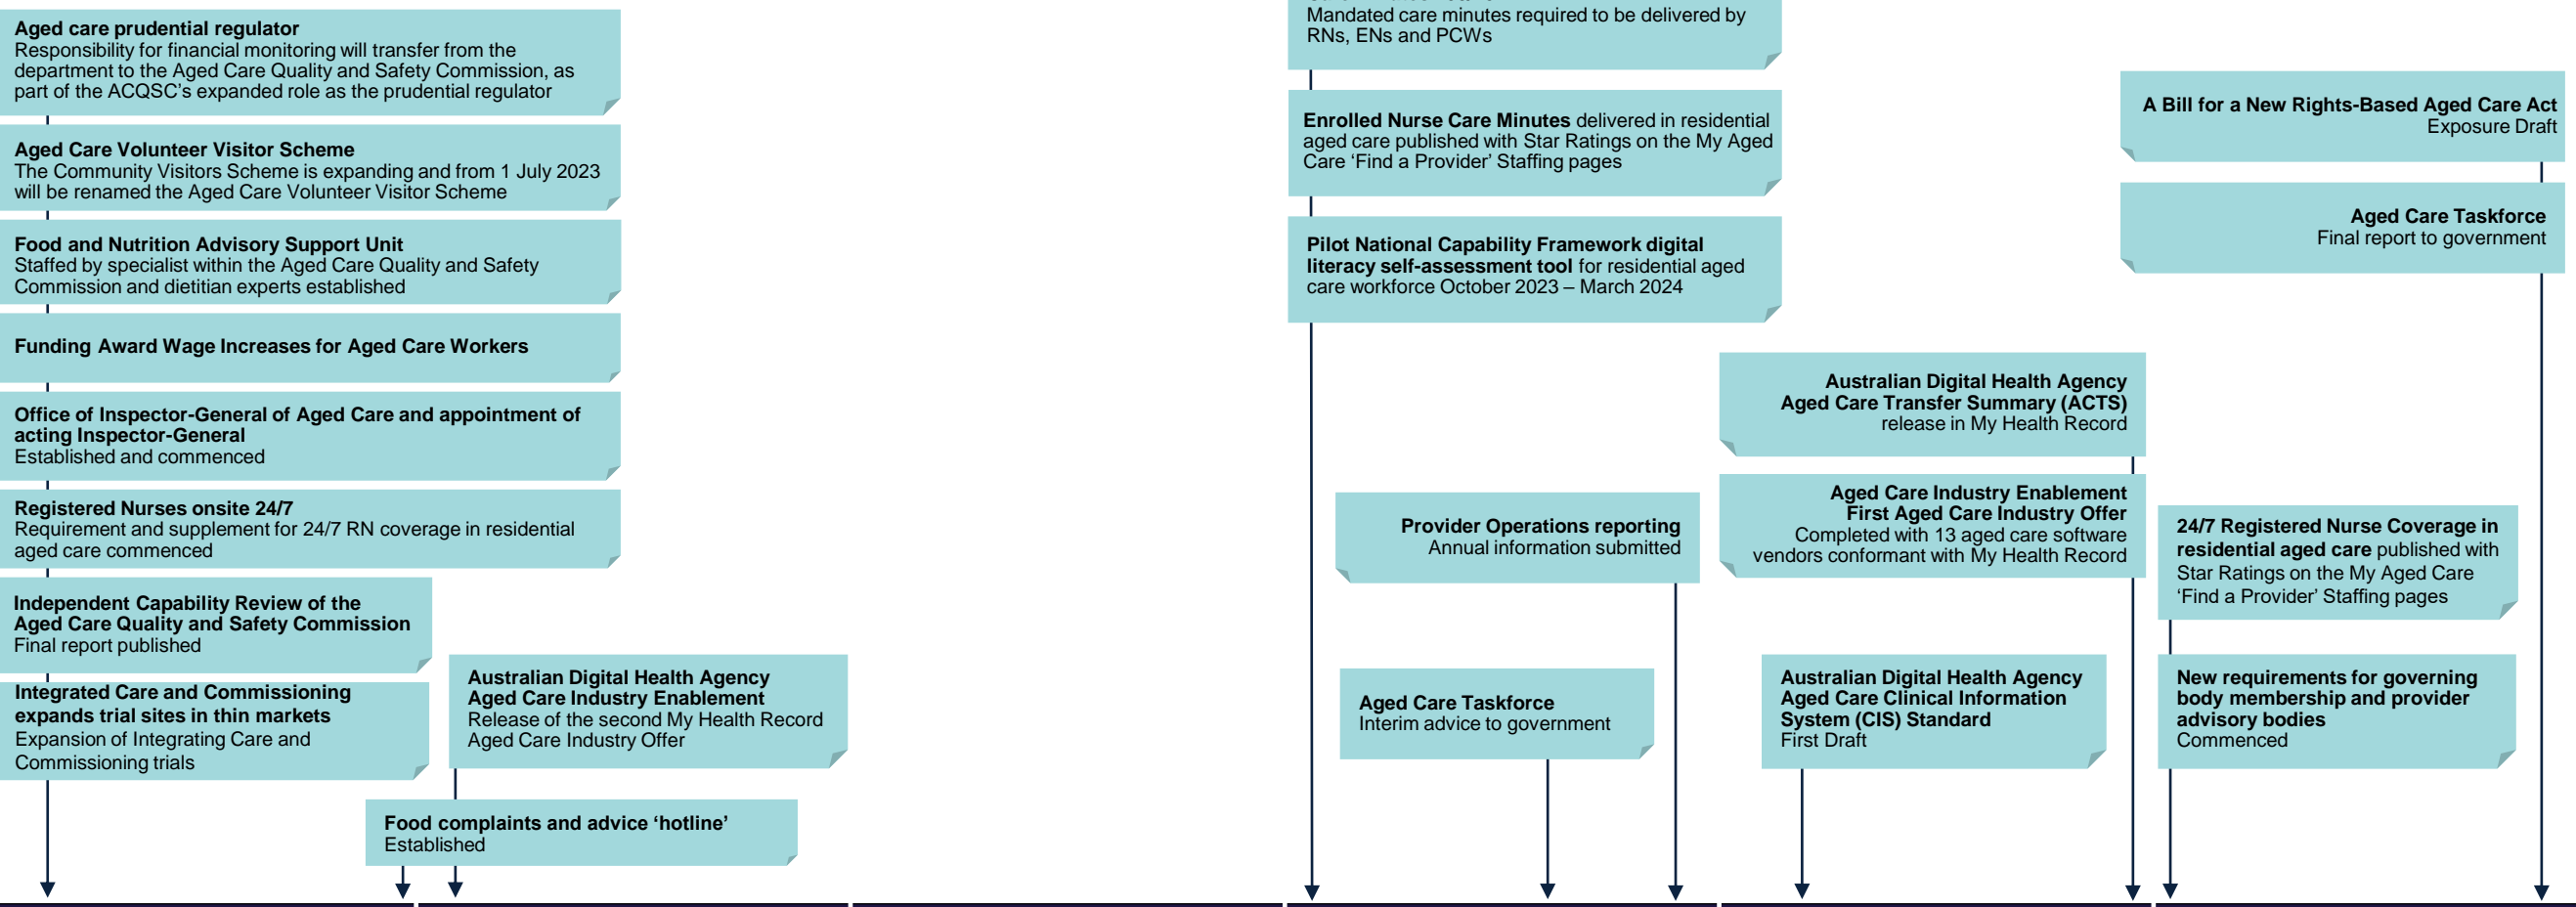 Aged care prudential regulator
Responsibility for financial monitoring will transfer from the
department to the Aged Care Quality and Safety Commission, as
part of the ACQSC's expanded role as the prudential regulator
Aged Care Volunteer Visitor Scheme
The Community Visitors Scheme is expanding and from 1 July 2023
will be renamed the Aged Care Volunteer Visitor Scheme
Food and Nutrition Advisory Support Unit
Staffed by specialist within the Aged Care Quality and Safety
Commission and dietitian experts established
Funding Award Wage Increases for Aged Care Workers
Office of Inspector-General of Aged Care and appointment of
acting Inspector-General
Established and commenced
Registered Nurses onsite 24/7
Requirement and supplement for 24/7 RN coverage in residential
aged care commenced
Independent Capability Review of the
Aged Care Quality and Safety Commission
Final report published
Integrated Care and Commissioning
expands trial sites in thin markets
Expansion of Integrating Care and
Commissioning trials
Australian Digital Health Agency
Aged Care Industry Enablement
Release of the second My Health Record
Aged Care Industry Offer
Food complaints and advice ‘hotline’
Established
Mandated care minutes required to be delivered by
RNs, ENs and PCWs
Enrolled Nurse Care Minutes delivered in residential
aged care published with Star Ratings on the My Aged
Care ‘Find a Provider’ Staffing pages
Pilot National Capability Framework digital
literacy self-assessment tool for residential aged
care workforce October 2023 – March 2024
Provider Operations reporting
Annual information submitted
Aged Care Taskforce
Interim advice to government
Australian Digital Health Agency
Aged Care Transfer Summary (ACTS)
release in My Health Record
Aged Care Industry Enablement
First Aged Care Industry Offer
Completed with 13 aged care software
vendors conformant with My Health Record
Australian Digital Health Agency
Aged Care Clinical Information
System (CIS) Standard
First Draft
A Bill for a New Rights-Based Aged Care Act
Exposure Draft
Aged Care Taskforce
Final report to government
24/7 Registered Nurse Coverage in
residential aged care published with
Star Ratings on the My Aged Care
‘Find a Provider’ Staffing pages
New requirements for governing
body membership and provider
advisory bodies
Commenced